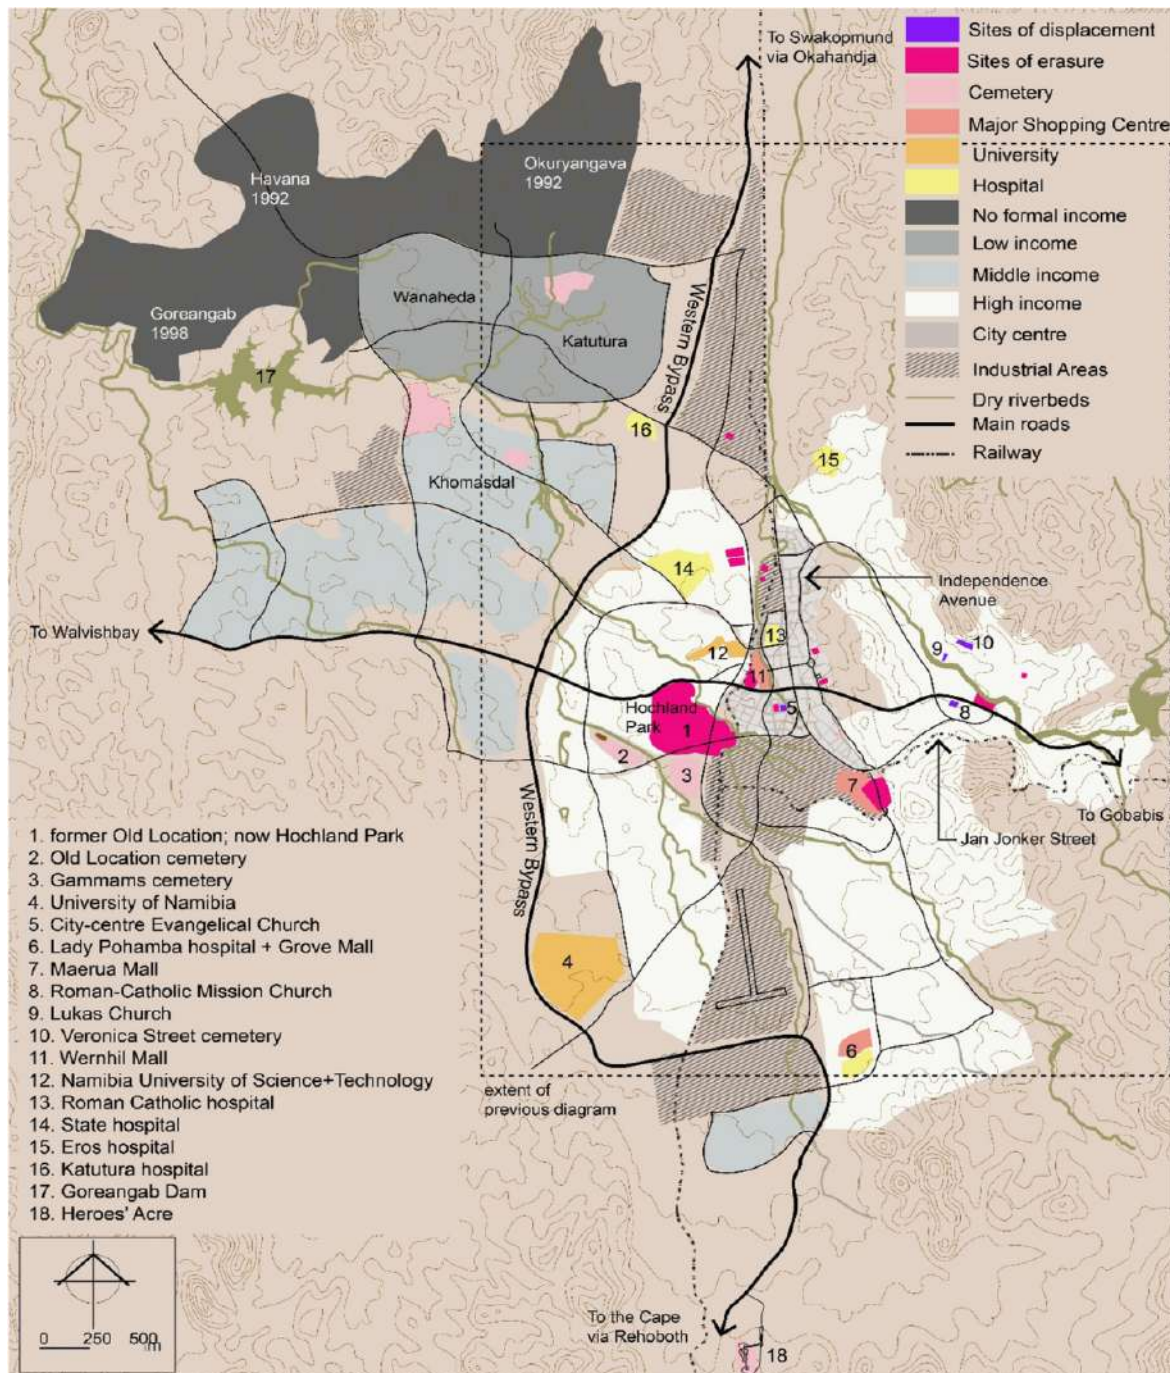 To Swakopmund
via Okahandja
Sites of displacement
Sites of erasure
Cemetery
Major Shopping Centre
University
Hospital
No formal income
Low income
Middle income
High income
City centre
Industrial Areas
Dry riverbeds
Main roads
Railway
Havana
1992
Okuryangava
1992
Goreangab
1998
Wanaheda
Katutura
Western Bypass
17
16
15
Khomasdal
14
Independence
Avenue
To Walvishbay
13
12
11
10
9
8
Hochland
Park
1
5
2
3
7
To Gobabis
Jan Jonker Street
Western Bypass
4
6
extent of
previous diagram
1. former Old Location; now Hochland Park
2. Old Location cemetery
3. Gammams cemetery
4. University of Namibia
5. City-centre Evangelical Church
6. Lady Pohamba hospital + Grove Mall
7. Maerua Mall
8. Roman-Catholic Mission Church
9. Lukas Church
10. Veronica Street cemetery
11. Wernhil Mall
12. Namibia University of Science+Technology
13. Roman Catholic hospital
14. State hospital
15. Eros hospital
16. Katutura hospital
17. Goreangab Dam
18. Heroes' Acre
0 250 500m
To the Cape
via Rehoboth
18